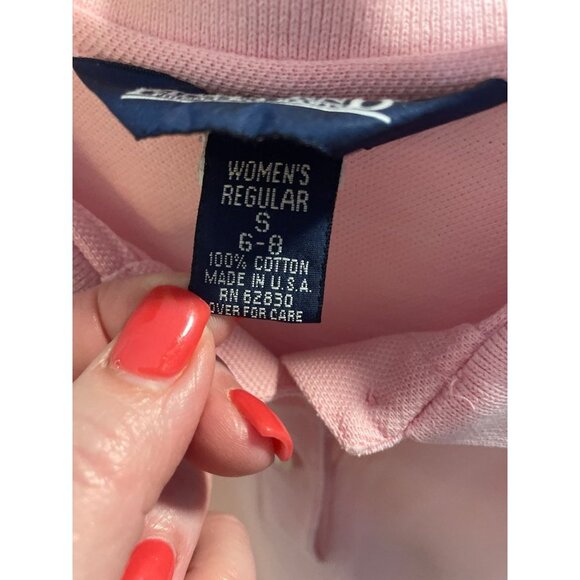 WOMEN'S
REGULAR
S
6-8
100% COTTON
MADE IN U.S.A.
RN 62830
OVER FOR CARE